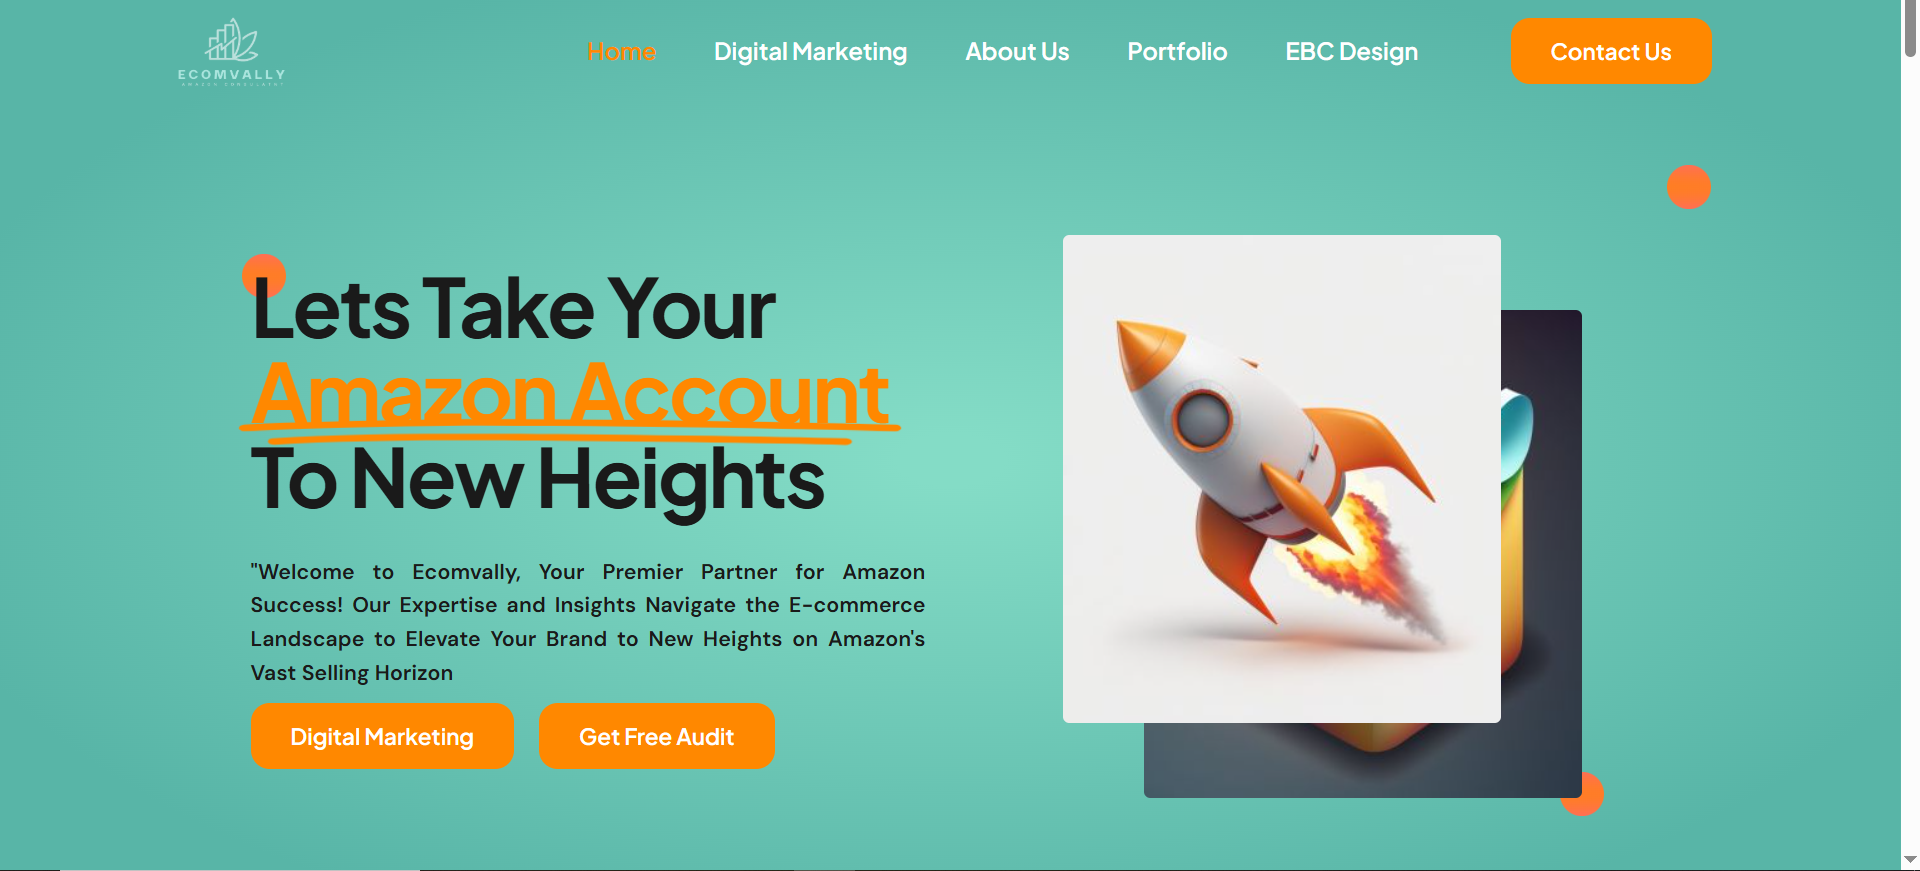 ECOMVALLY
Home
Digital Marketing
About Us
Portfolio
EBC Design
Contact Us
Lets Take Your
Amazon Account
To New Heights
"Welcome to Ecomvally, Your Premier Partner for Amazon
Success! Our Expertise and Insights Navigate the E-commerce
Landscape to Elevate Your Brand to New Heights on Amazon's
Vast Selling Horizon
Digital Marketing
Get Free Audit